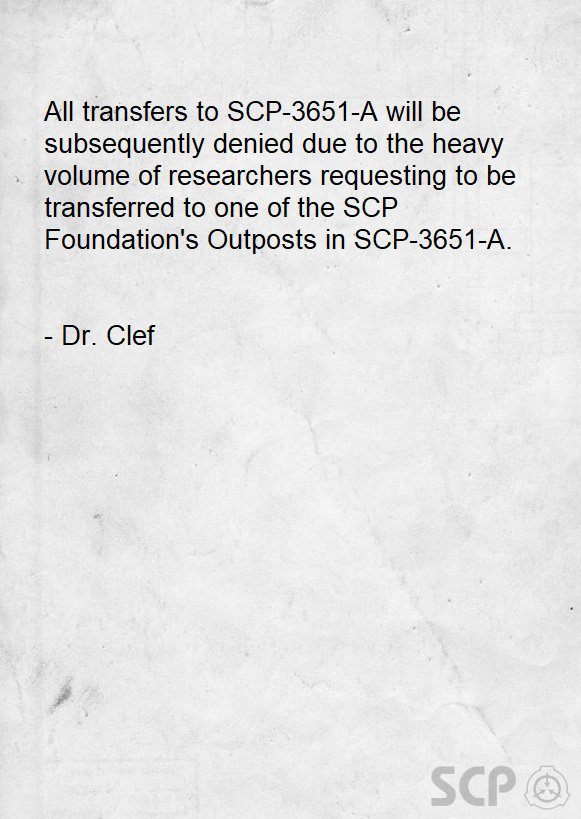 All transfers to SCP-3651-A will be
subsequently denied due to the heavy
volume of researchers requesting to be
transferred to one of the SCP
Foundation's Outposts in SCP-3651-A.
- Dr. Clef
SCP